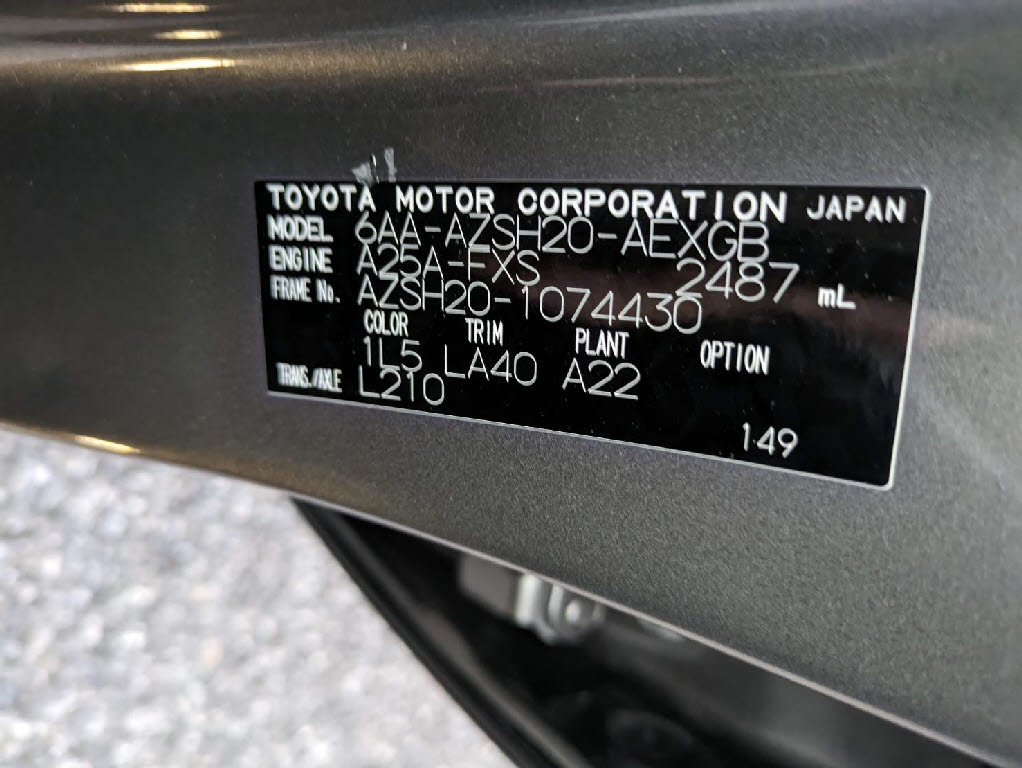 TOYOTA MOTOR CORPORATION JAPAN
MODEL 6AA-AZSH20-AEXGB
ENGINE A25A-FXS 2487 mL
FRAME No. AZSH20-1074430
COLOR TRIM PLANT OPTION
1L5 LA40 A22
TRANS./AXLE L210
149